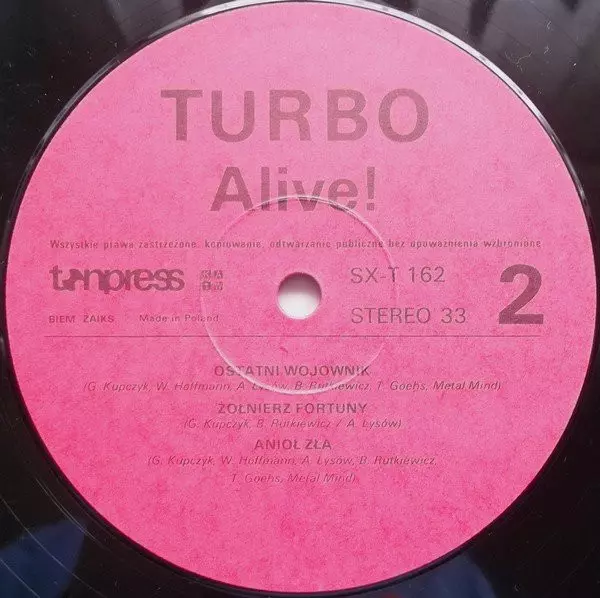 TURBO
Alive!
Wszystkie prawa zastrzeżone, kopiowanie, odtwarzanie publiczne bez upoważnienia wzbronione
tonpress KAW SX-T 162 2
BIEM ZAIKS Made in Poland STEREO 33
OSTATNI WOJOWNIK
(G. Kupczyk, W. Hoffmann, A. Łysów, B. Rutkiewicz, T. Goehs, Metal Mind)
ŻOŁNIERZ FORTUNY
(G. Kupczyk, B. Rutkiewicz / A. Łysów)
ANIOŁ ZŁA
(G. Kupczyk, W. Hoffmann, A. Łysów, B. Rutkiewicz,
T. Goehs, Metal Mind)